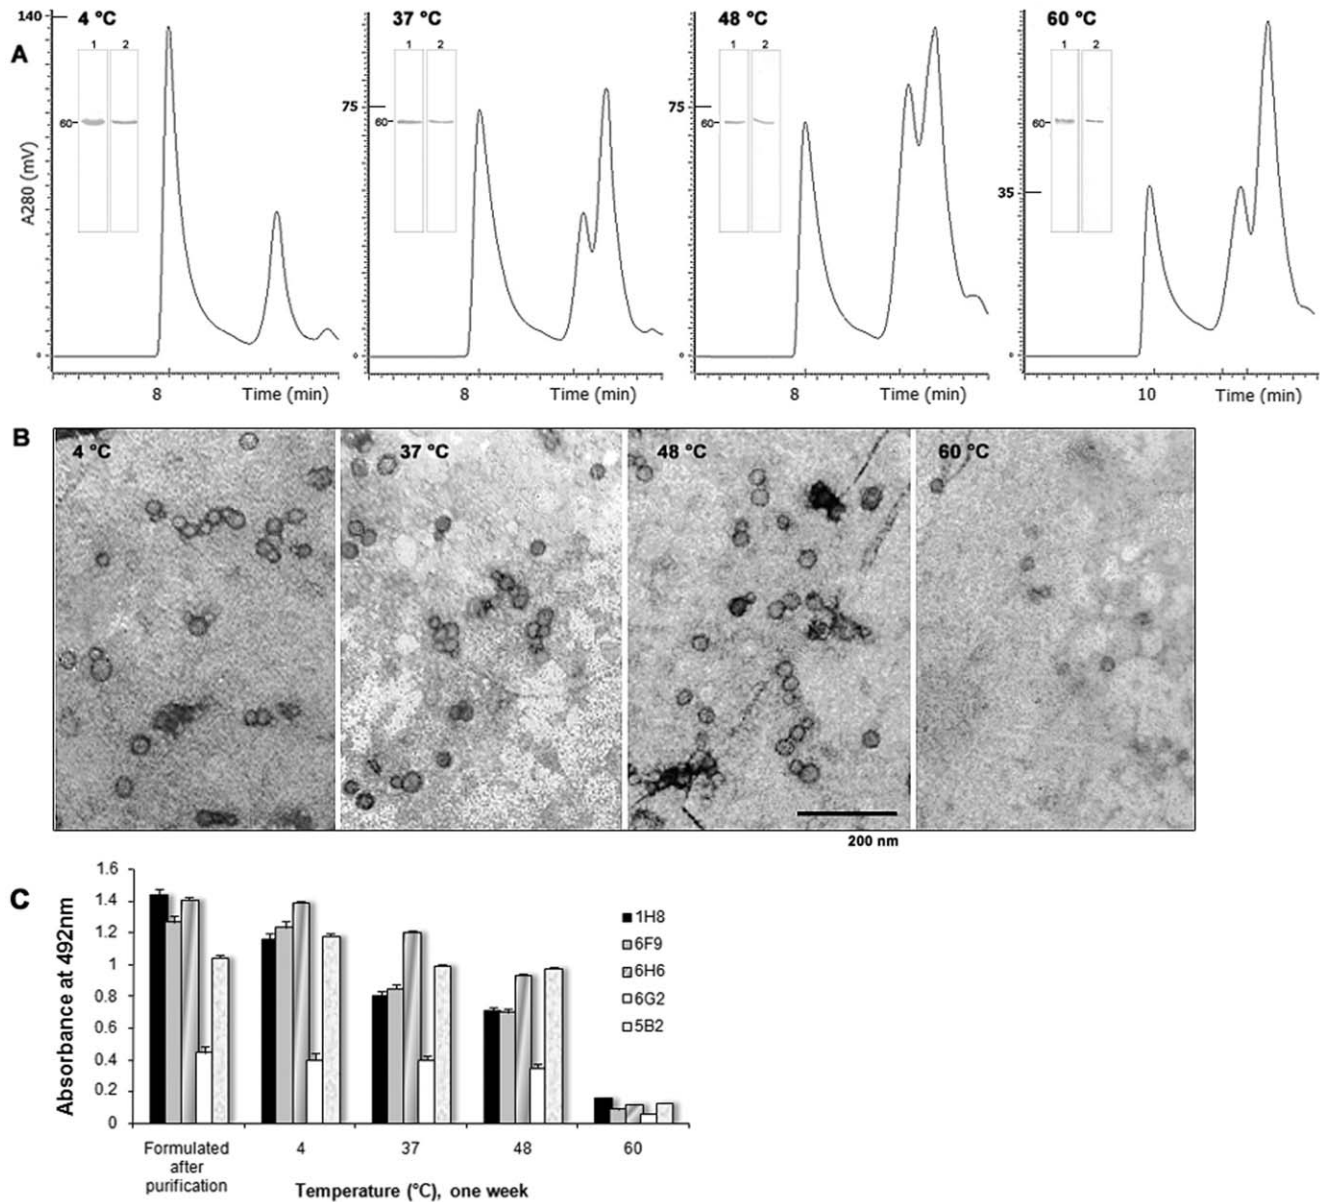 A
4 °C
37 °C
48 °C
60 °C
140
1 2
1 2
1 2
1 2
60
60
60
60
75
75
35
A280 (mV)
0
0
0
0
8
Time (min)
8
Time (min)
8
Time (min)
10
Time (min)
B
4 °C
37 °C
48 °C
60 °C
200 nm
C
Absorbance at 492nm
1.6
1.4
1.2
1
0.8
0.6
0.4
0.2
0
1H8
6F9
6H6
6G2
5B2
Formulated
after
purification
4
37
48
60
Temperature (°C), one week